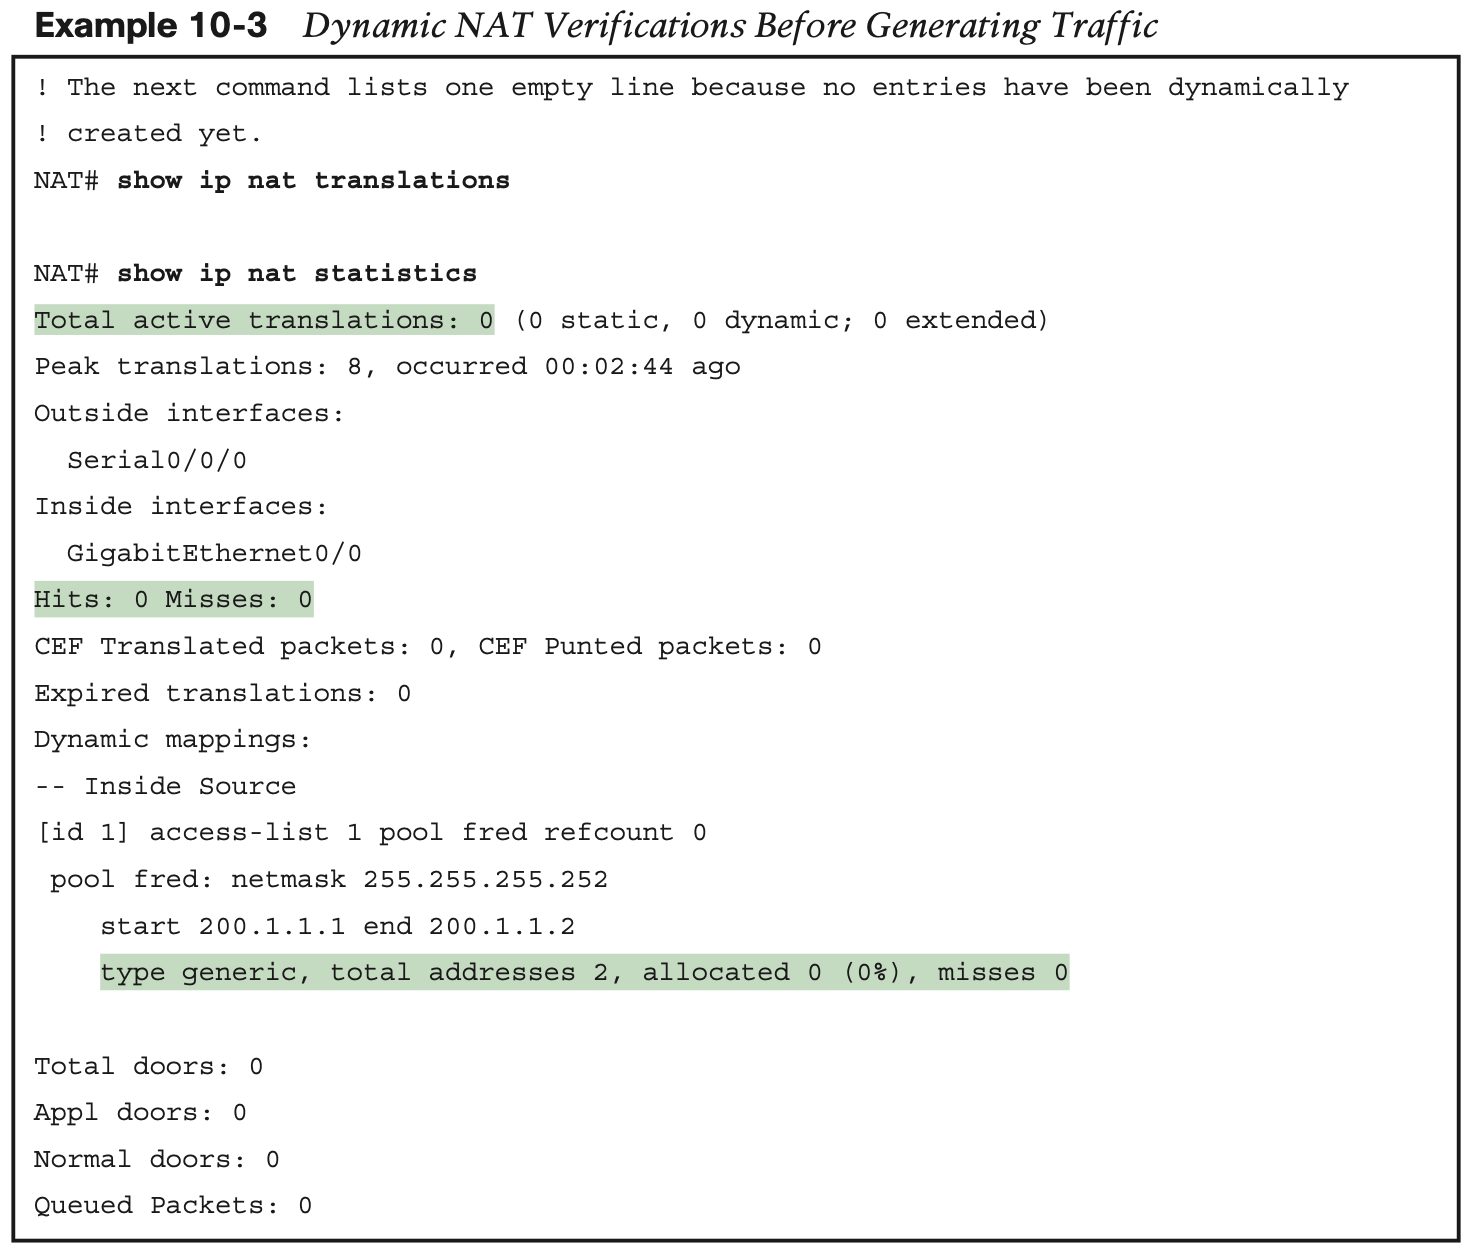 Example 10-3 Dynamic NAT Verifications Before Generating Traffic
! The next command lists one empty line because no entries have been dynamically
! created yet.
NAT# show ip nat translations
NAT# show ip nat statistics
Total active translations: 0 (0 static, 0 dynamic; 0 extended)
Peak translations: 8, occurred 00:02:44 ago
Outside interfaces:
Serial0/0/0
Inside interfaces:
GigabitEthernet0/0
Hits: 0 Misses: 0
CEF Translated packets: 0, CEF Punted packets: 0
Expired translations: 0
Dynamic mappings:
-- Inside Source
[id 1] access-list 1 pool fred refcount 0
pool fred: netmask 255.255.255.252
start 200.1.1.1 end 200.1.1.2
type generic, total addresses 2, allocated 0 (0%), misses 0
Total doors: 0
Appl doors: 0
Normal doors: 0
Queued Packets: 0